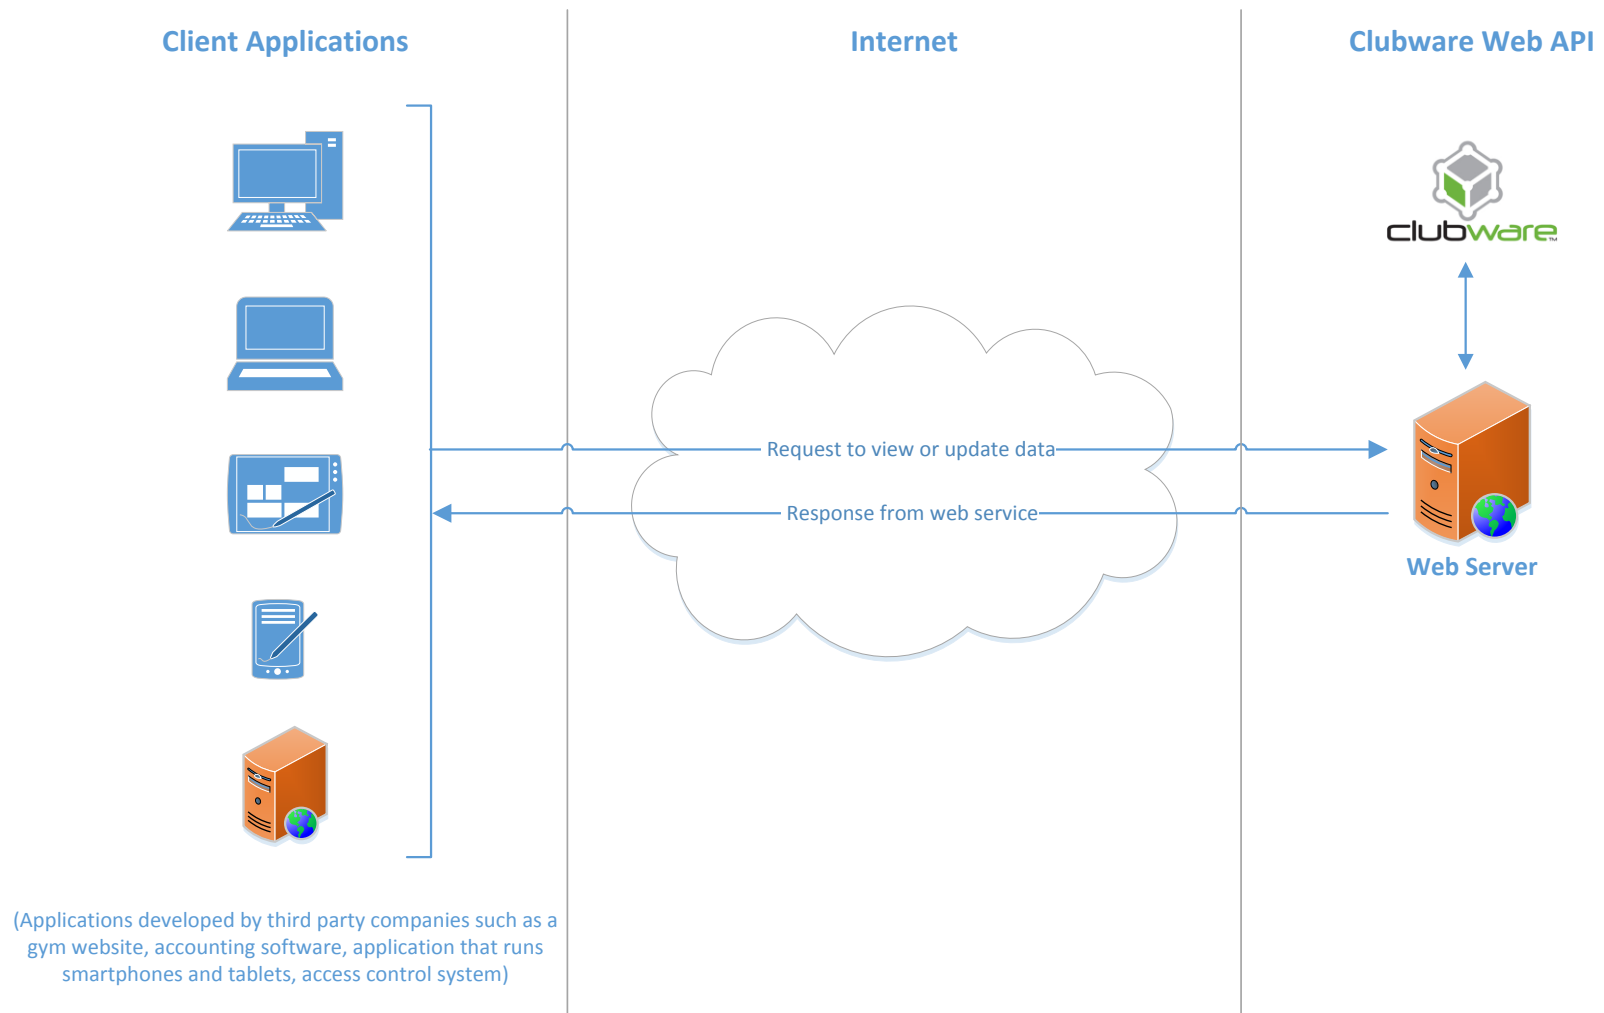 Client Applications
Internet
Clubware Web API
clubware™
Request to view or update data
Response from web service
Web Server
(Applications developed by third party companies such as a
gym website, accounting software, application that runs
smartphones and tablets, access control system)